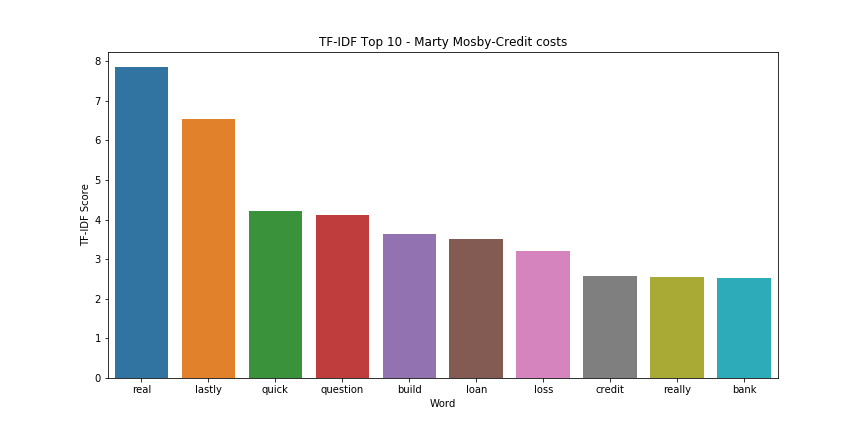 TF-IDF Top 10 - Marty Mosby-Credit costs
TF-IDF Score
8
7
6
5
4
3
2
1
0
real lastly quick question build loan loss credit really bank
Word